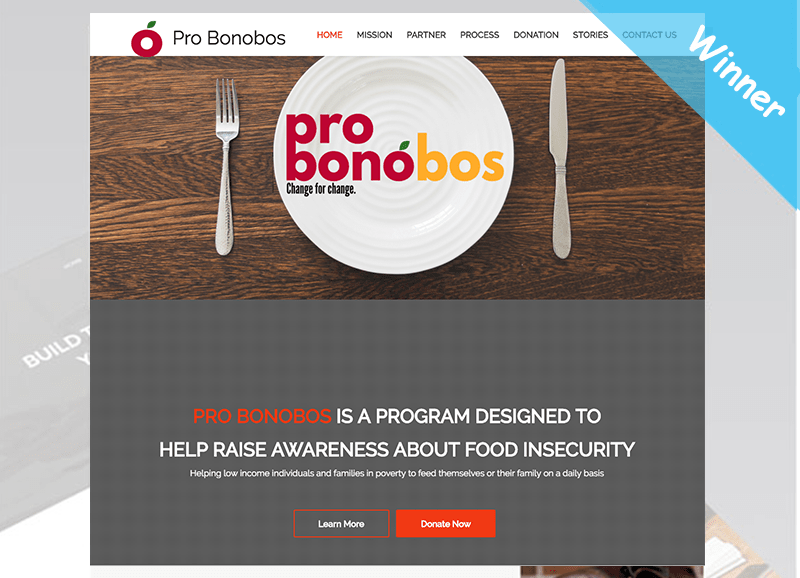 Pro Bonobos
HOME MISSION PARTNER PROCESS DONATION STORIES CONTACT US
Winner
pro
bonobos
Change for change.
BUILD
PRO BONOBOS IS A PROGRAM DESIGNED TO
HELP RAISE AWARENESS ABOUT FOOD INSECURITY
Helping low income individuals and families in poverty to feed themselves or their family on a daily basis
Learn More Donate Now